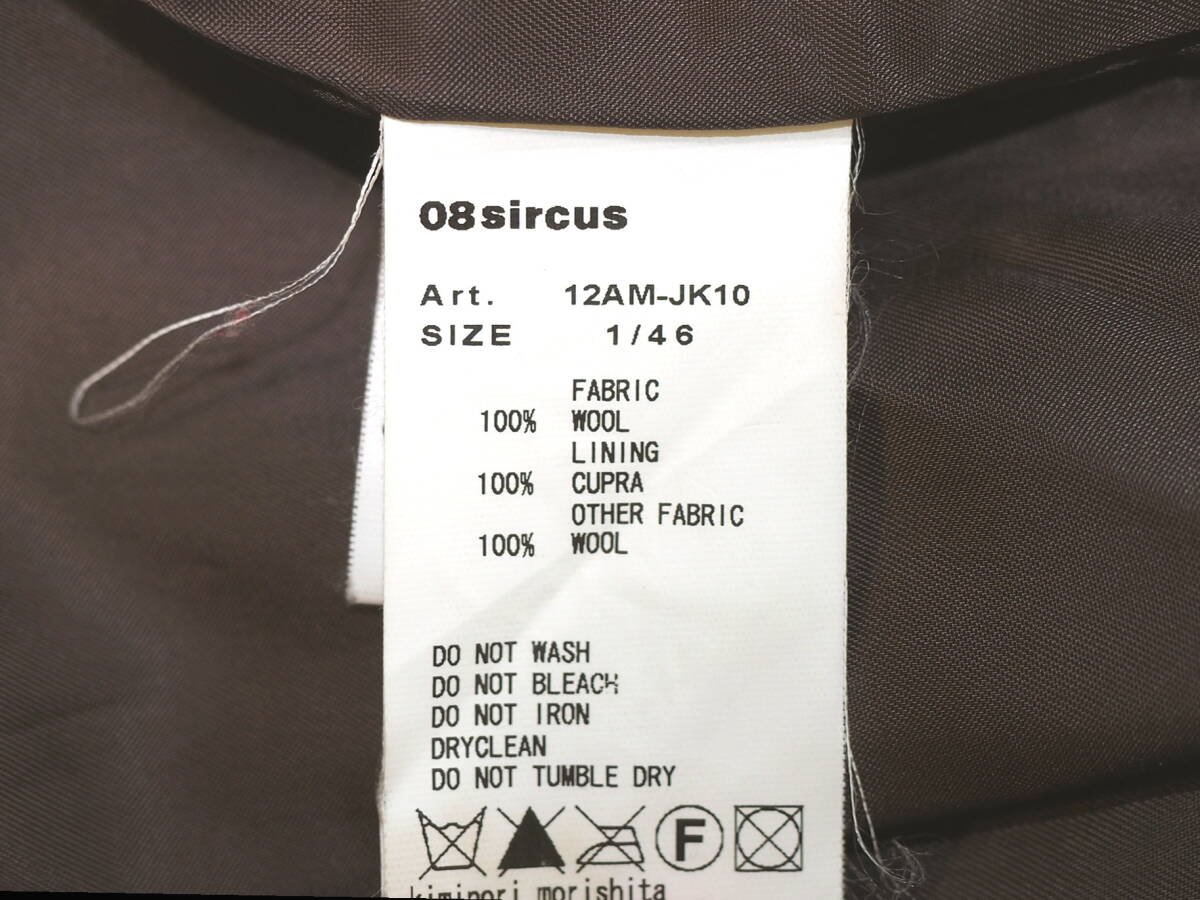 08sircus
Art. 12AM-JK10
SIZE 1/46
FABRIC
100% WOOL
LINING
100% CUPRA
OTHER FABRIC
100% WOOL
DO NOT WASH
DO NOT BLEACH
DO NOT IRON
DRYCLEAN
DO NOT TUMBLE DRY
F
kiminori morishita